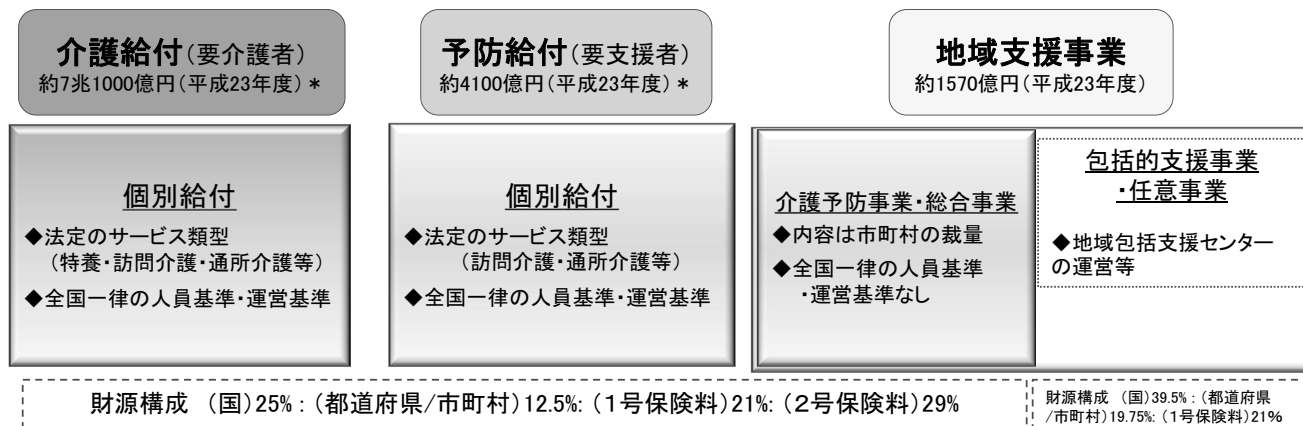 介護給付(要介護者)
約7兆1000億円(平成23年度)*
予防給付(要支援者)
約4100億円(平成23年度)*
地域支援事業
約1570億円(平成23年度)
個別給付
◆法定のサービス類型
(特養・訪問介護・通所介護等)
◆全国一律の人員基準・運営基準
個別給付
◆法定のサービス類型
(訪問介護・通所介護等)
◆全国一律の人員基準・運営基準
介護予防事業・総合事業
◆内容は市町村の裁量
◆全国一律の人員基準
・運営基準なし
包括的支援事業
・任意事業
◆地域包括支援センター
の運営等
財源構成 (国)25% : (都道府県/市町村)12.5%: (1号保険料)21%: (2号保険料)29%
財源構成 (国)39.5% : (都道府県
/市町村)19.75%: (1号保険料)21%